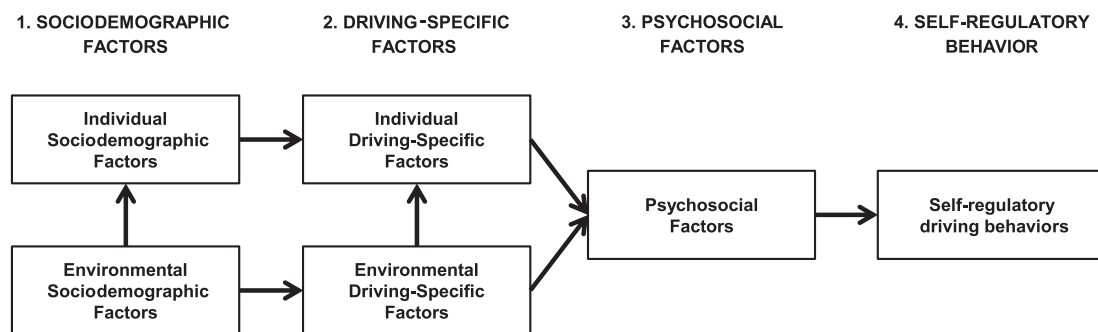 1. SOCIODEMOGRAPHIC
FACTORS
2. DRIVING-SPECIFIC
FACTORS
3. PSYCHOSOCIAL
FACTORS
4. SELF-REGULATORY
BEHAVIOR
Individual
Sociodemographic
Factors
Individual
Driving-Specific
Factors
Psychosocial
Factors
Self-regulatory
driving behaviors
Environmental
Sociodemographic
Factors
Environmental
Driving-Specific
Factors